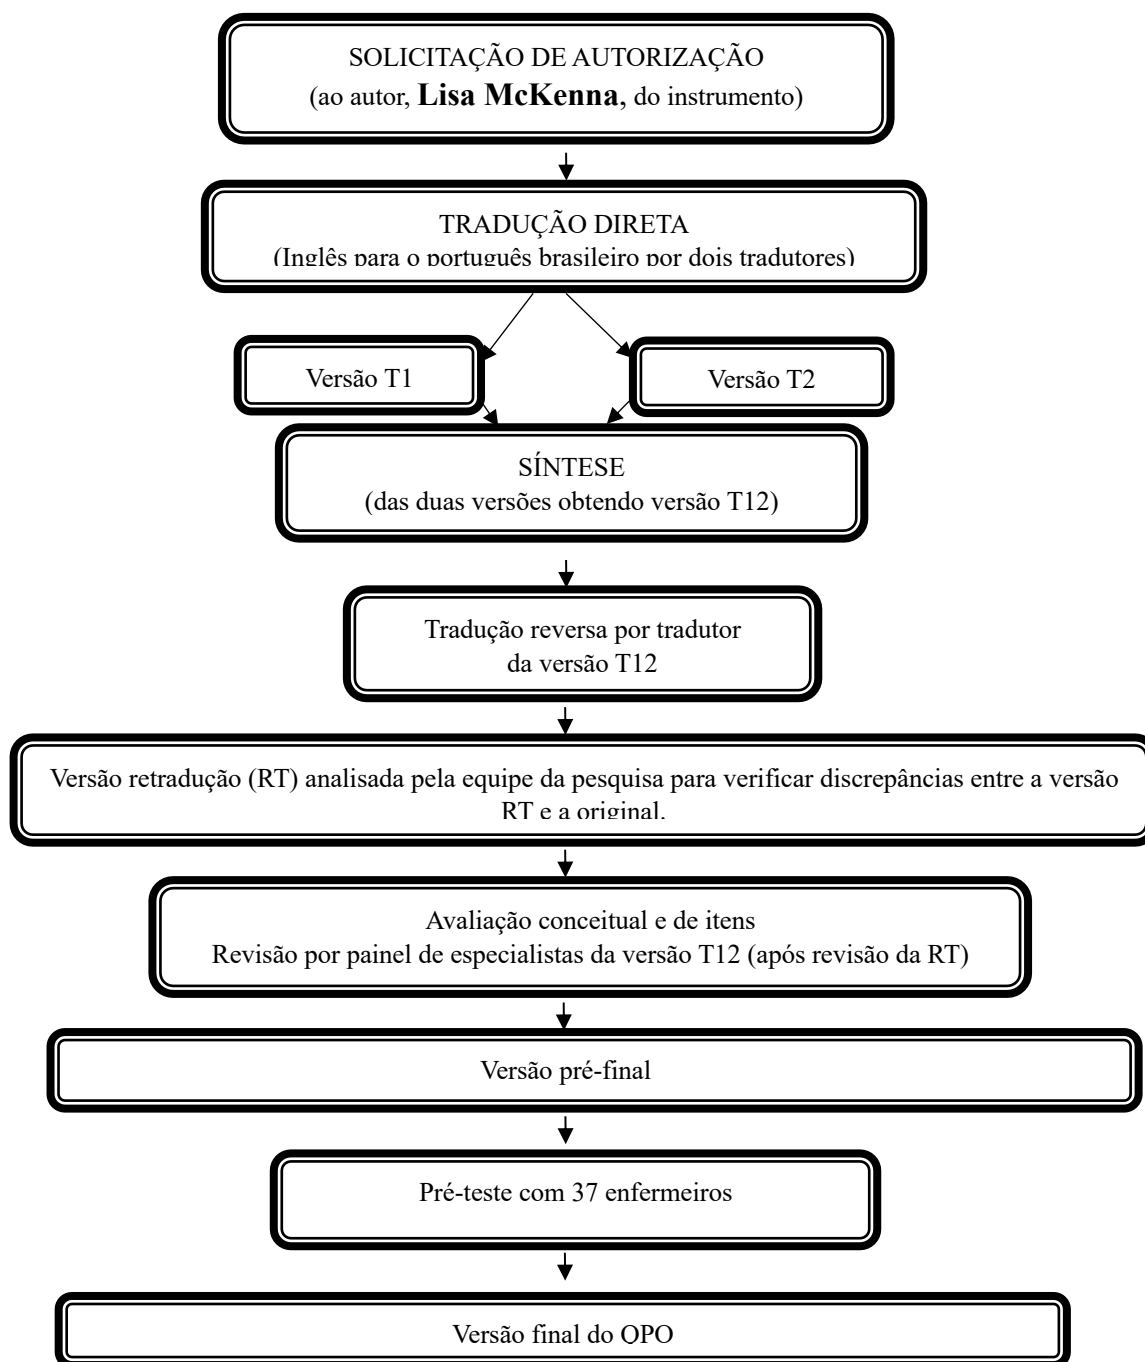 SOLICITAÇÃO DE AUTORIZAÇÃO
(ao autor, Lisa McKenna, do instrumento)
TRADUÇÃO DIRETA
(Inglês para o português brasileiro por dois tradutores)
Versão T1
Versão T2
SÍNTESE
(das duas versões obtendo versão T12)
Tradução reversa por tradutor
da versão T12
Versão retradução (RT) analisada pela equipe da pesquisa para verificar discrepâncias entre a versão
RT e a original.
Avaliação conceitual e de itens
Revisão por painel de especialistas da versão T12 (após revisão da RT)
Versão pré-final
Pré-teste com 37 enfermeiros
Versão final do